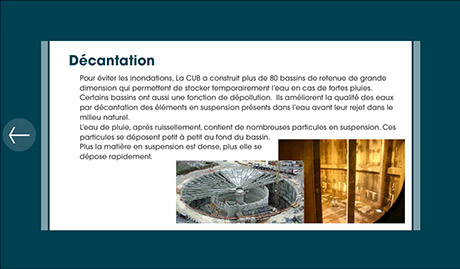 Décantation
Pour éviter les inondations, La CUB a construit plus de 80 bassins de retenue de grande
dimension qui permettent de stocker temporairement l'eau en cas de fortes pluies.
Certains bassins ont aussi une fonction de dépollution. Ils améliorent la qualité des eaux
par décantation des éléments en suspension présents dans l'eau avant leur rejet dans le
milieu naturel.
L'eau de pluie, après ruissellement, contient de nombreuses particules en suspension. Ces
particules se déposent petit à petit au fond du bassin.
Plus la matière en suspension est dense, plus elle se
dépose rapidement.